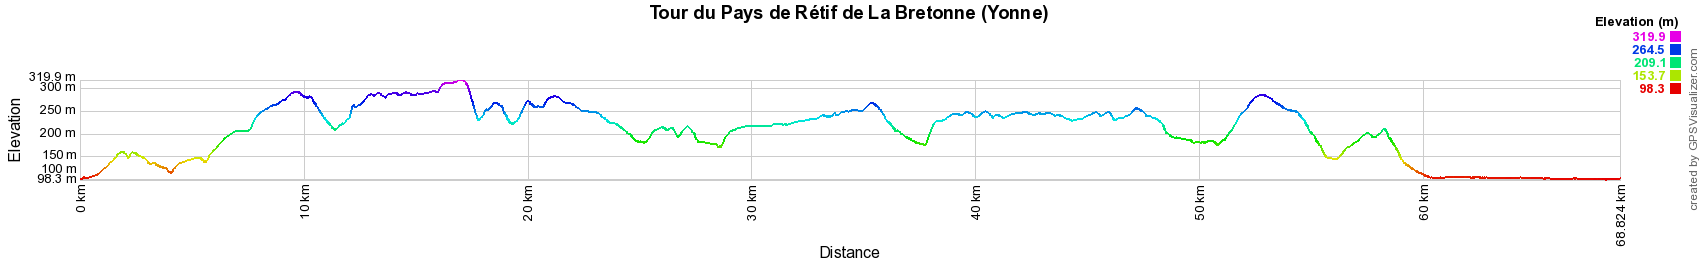 Tour du Pays de Rétif de La Bretonne (Yonne)
Elevation (m)
319.9
264.5
209.1
153.7
98.3
319.9 m
300 m
250 m
200 m
150 m
100 m
98.3 m
Elevation
0 km
10 km
20 km
30 km
40 km
50 km
60 km
68.824 km
Distance
created by GPSVisualizer.com